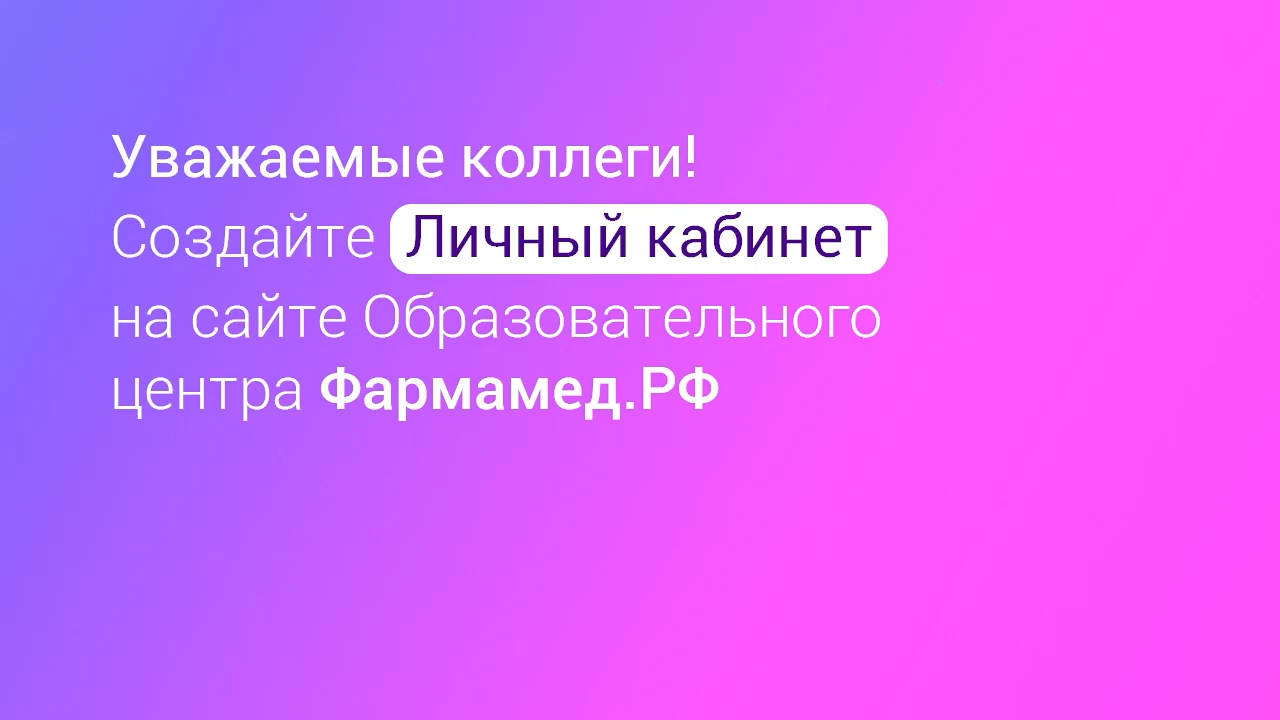 Уважаемые коллеги!
Создайте Личный кабинет
на сайте Образовательного
центра Фармамед.РФ